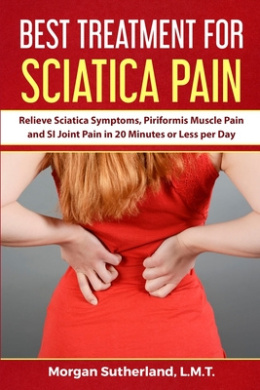 BEST TREATMENT FOR
SCIATICA PAIN
Relieve Sciatica Symptoms, Piriformis Muscle Pain
and SI Joint Pain in 20 Minutes or Less per Day
Morgan Sutherland, L.M.T.